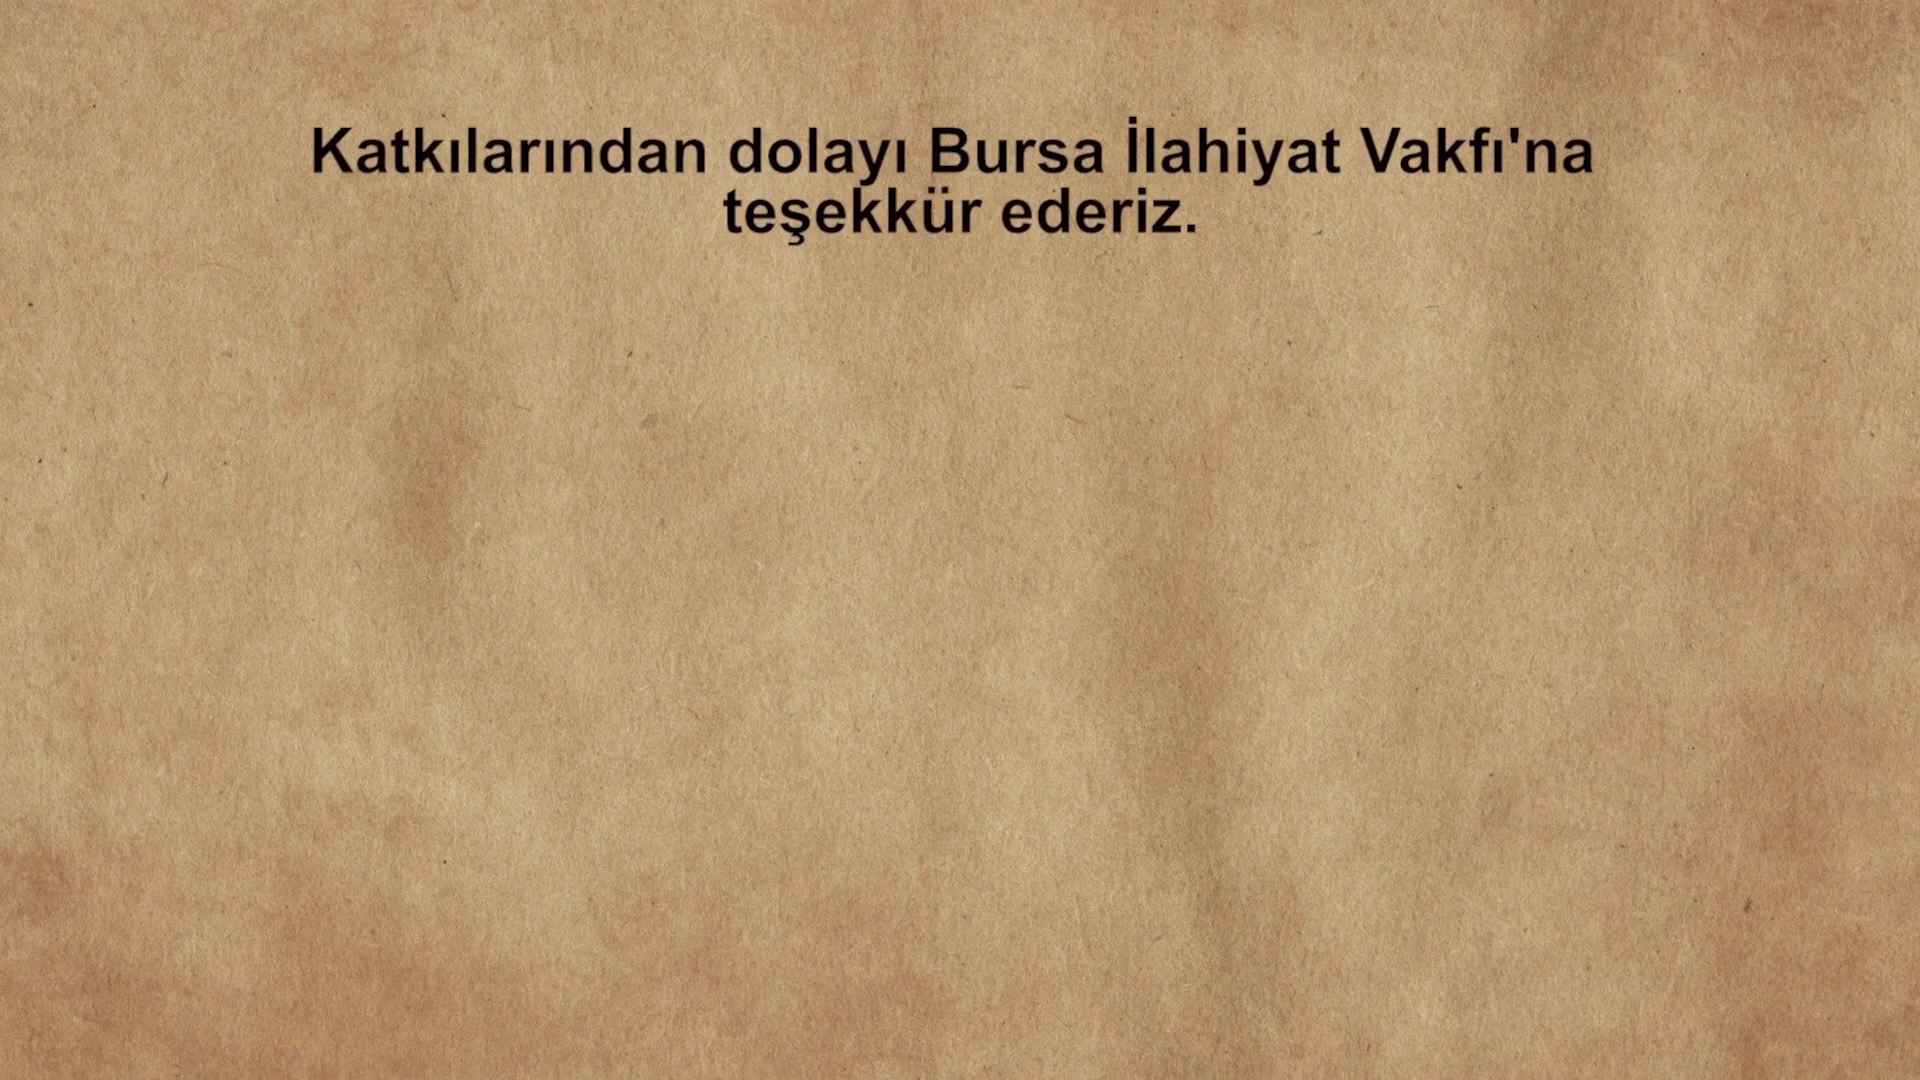 Katkılarından dolayı Bursa İlahiyat Vakfı'na
teşekkür ederiz.